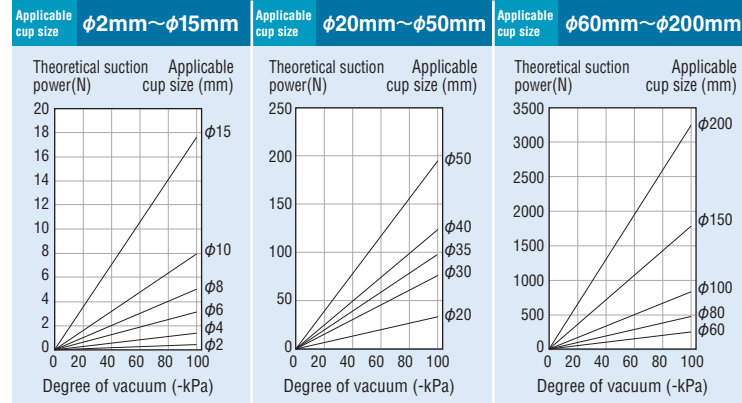 Applicable cup size φ2mm～φ15mm
Theoretical suction power(N)
Applicable cup size (mm)
20
18
16
14
12
10
8
6
4
2
0
φ15
φ10
φ8
φ6
φ4
φ2
0 20 40 60 80 100
Degree of vacuum (-kPa)
Applicable cup size φ20mm～φ50mm
Theoretical suction power(N)
Applicable cup size (mm)
250
200
150
100
50
0
φ50
φ40
φ35
φ30
φ20
0 20 40 60 80 100
Degree of vacuum (-kPa)
Applicable cup size φ60mm～φ200mm
Theoretical suction power(N)
Applicable cup size (mm)
3500
3000
2500
2000
1500
1000
500
0
φ200
φ150
φ100
φ80
φ60
0 20 40 60 80 100
Degree of vacuum (-kPa)